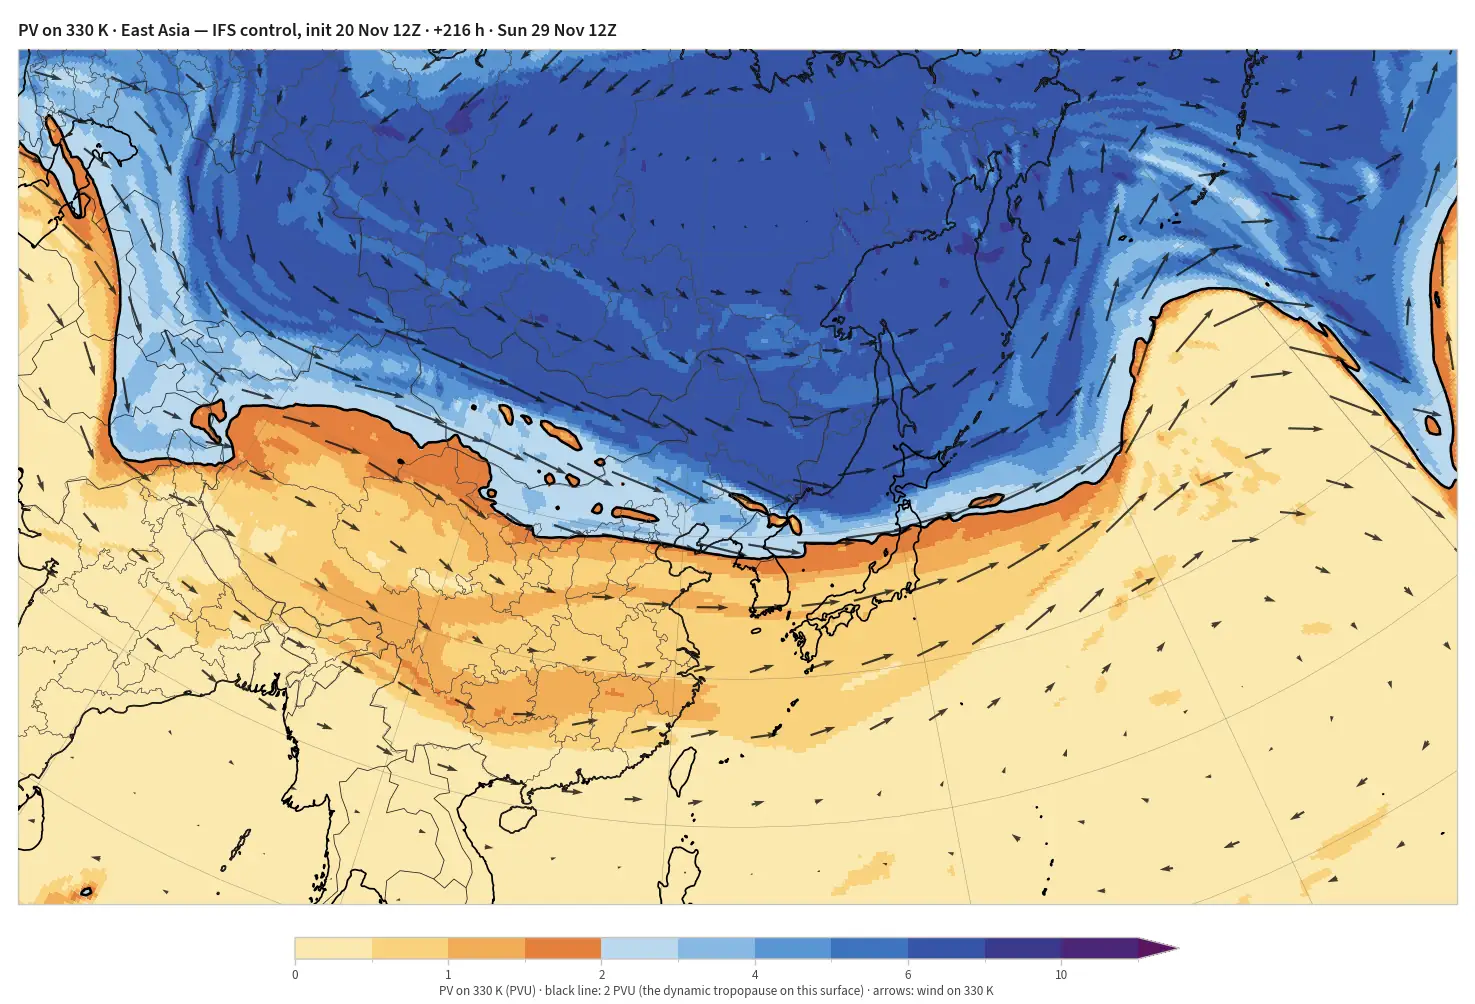 PV on 330 K · East Asia — IFS control, init 20 Nov 12Z · +216 h · Sun 29 Nov 12Z
0 1 2 4 6 10
PV on 330 K (PVU) · black line: 2 PVU (the dynamic tropopause on this surface) · arrows: wind on 330 K